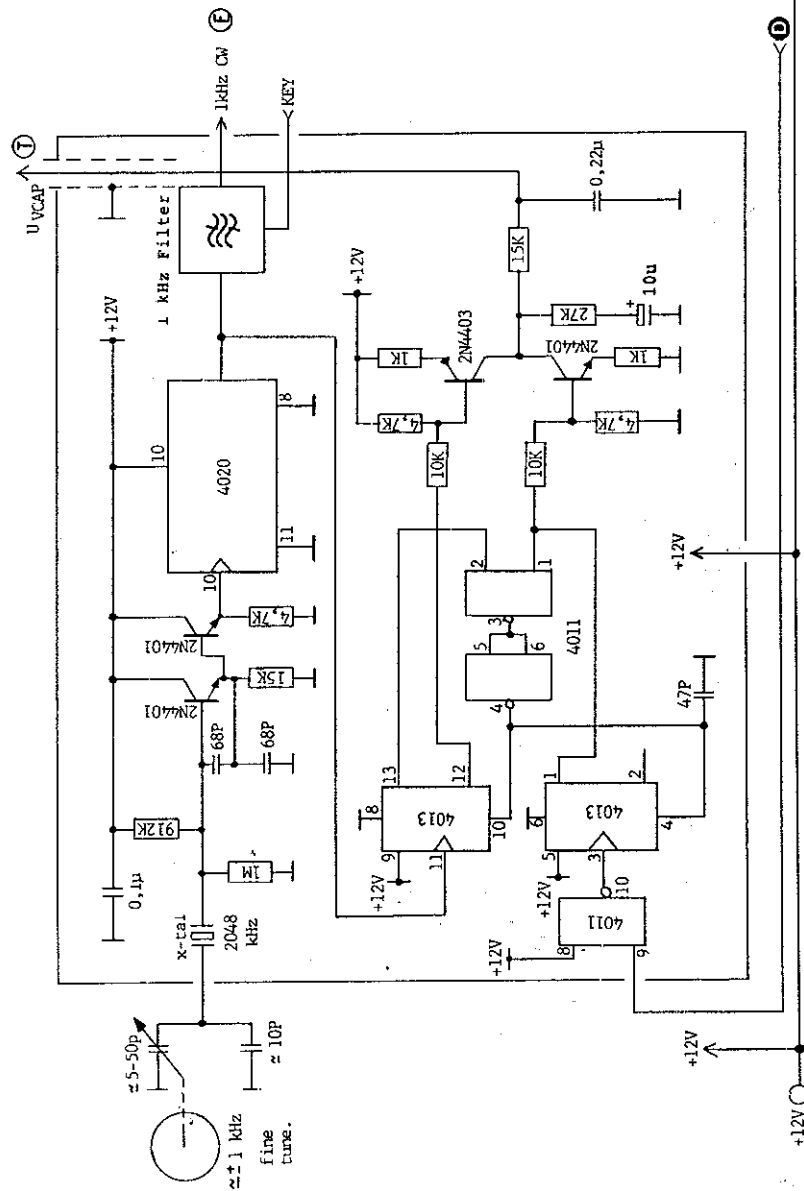 ≈5-50p
≈10P
≈± 1 kHz
fine
tune.
x-tal
2048
kHz
0,1µ
912K
1M
68P
68P
2N4401
15K
2N4401
4,7K
+12V
10
10
4020
11
8
1 kHz Filter
U VCAP
T
1kHz CW E
KEY
+12V
1K
4,7K
2N4403
10K
15K
0,22µ
27K
+
10u
2N4401
1K
4,7K
10K
8
9
13
4013
12
11
10
+12V
2
1
3
5
6
4
4011
47P
6
5
1
4013
2
3
4
+12V
10
4011
8
9
+12V
+12V
+12V
+12V
D